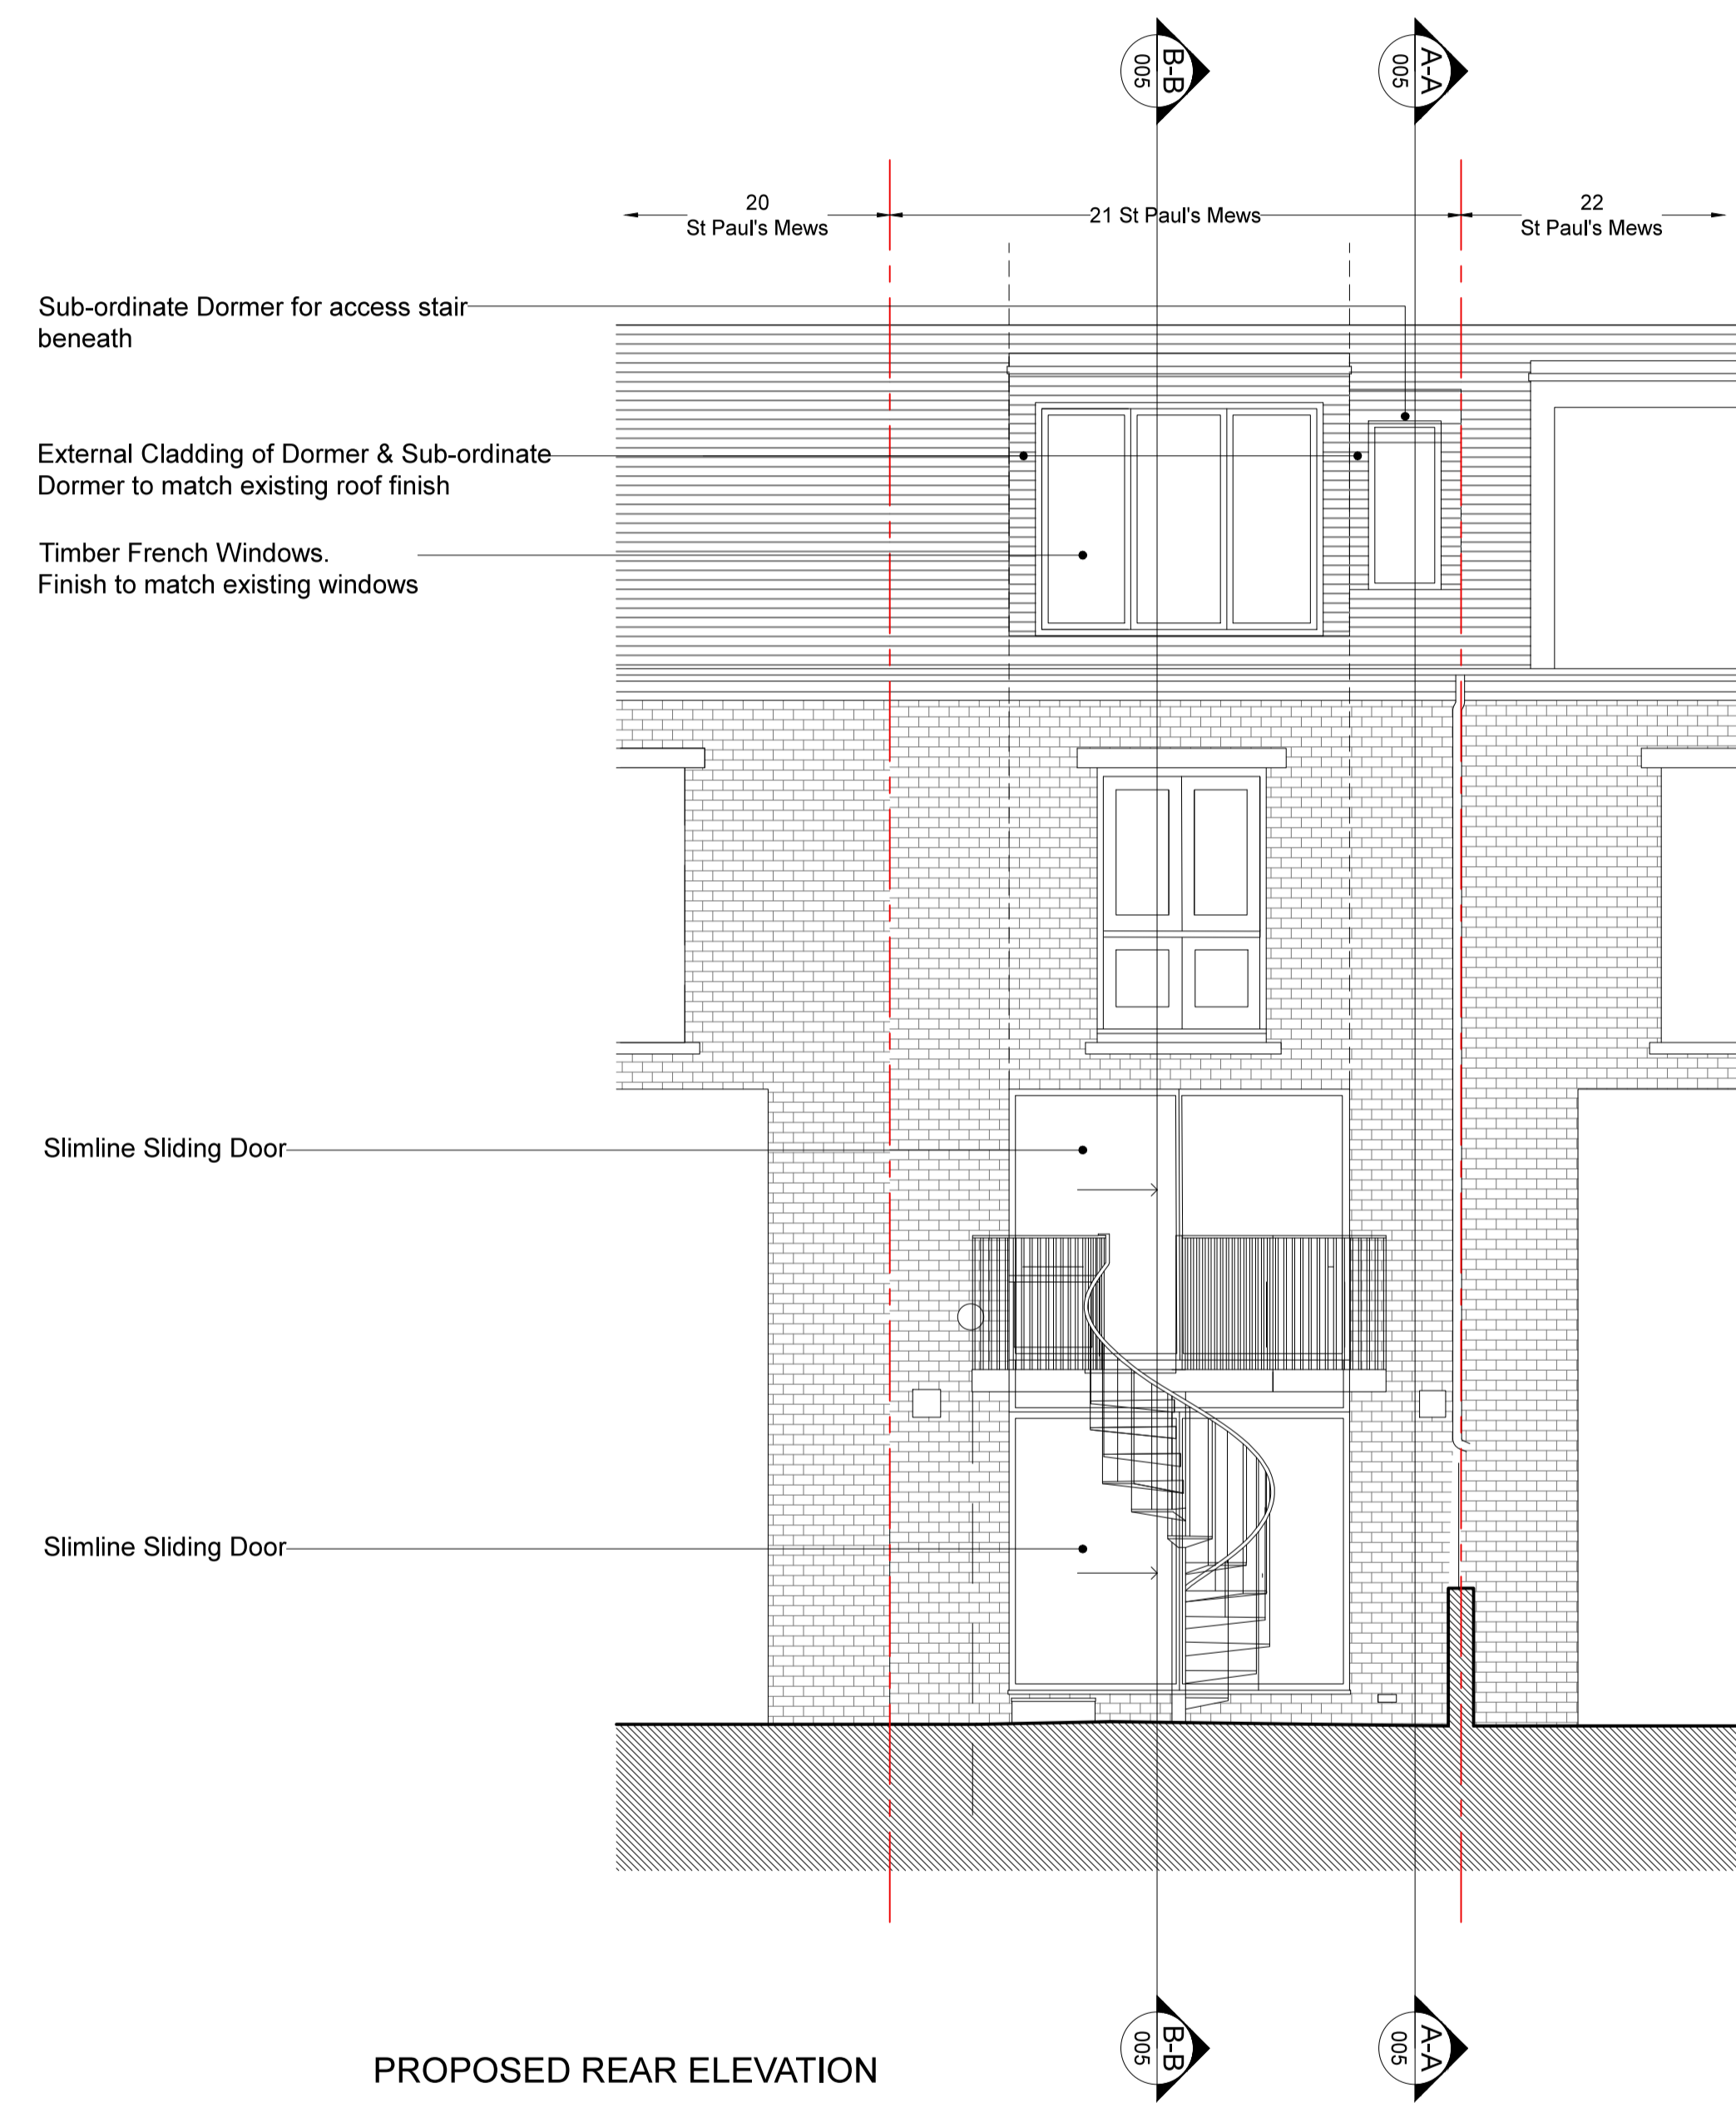 B-B
005
A-A
005
20
St Paul's Mews
21 St Paul's Mews
22
St Paul's Mews
Sub-ordinate Dormer for access stair
beneath
External Cladding of Dormer & Sub-ordinate
Dormer to match existing roof finish
Timber French Windows.
Finish to match existing windows
Slimline Sliding Door
Slimline Sliding Door
B-B
005
A-A
005
PROPOSED REAR ELEVATION